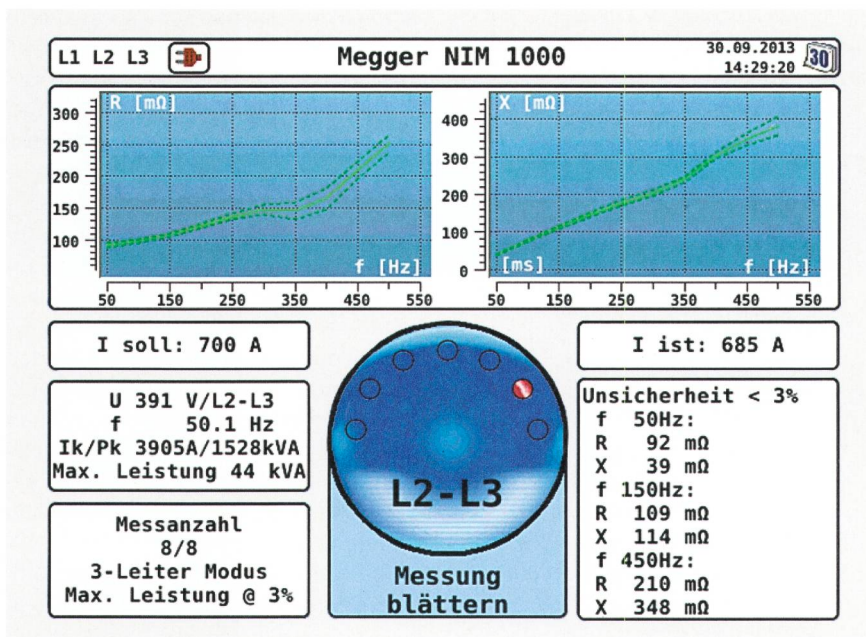 L1 L2 L3
Megger NIM 1000
30.09.2013
14:29:20
30
R [mΩ]
300
250
200
150
100
f [Hz]
50 150 250 350 450 550
X [mΩ]
400
300
200
100
0
[ms]
f [Hz]
50 150 250 350 450 550
I soll: 700 A
I ist: 685 A
U 391 V/L2-L3
f 50.1 Hz
Ik/Pk 3905A/1528kVA
Max. Leistung 44 kVA
Messanzahl
8/8
3-Leiter Modus
Max. Leistung @ 3%
L2-L3
Messung
blättern
Unsicherheit < 3%
f 50Hz:
R 92 mΩ
X 39 mΩ
f 150Hz:
R 109 mΩ
X 114 mΩ
f 450Hz:
R 210 mΩ
X 348 mΩ